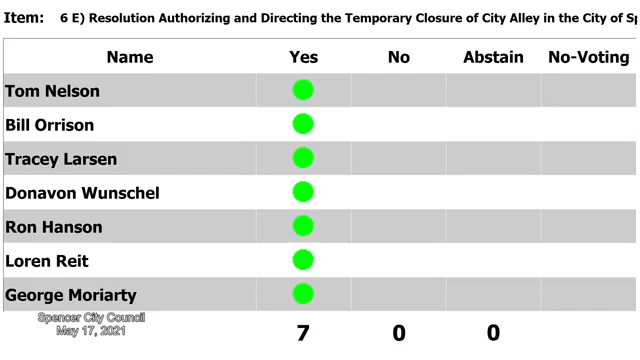 Item: 6 E) Resolution Authorizing and Directing the Temporary Closure of City Alley in the City of Sp
Name Yes No Abstain No-Voting
Tom Nelson
Bill Orrison
Tracey Larsen
Donavon Wunschel
Ron Hanson
Loren Reit
George Moriarty
Spencer City Council
May 17, 2021
7 0 0